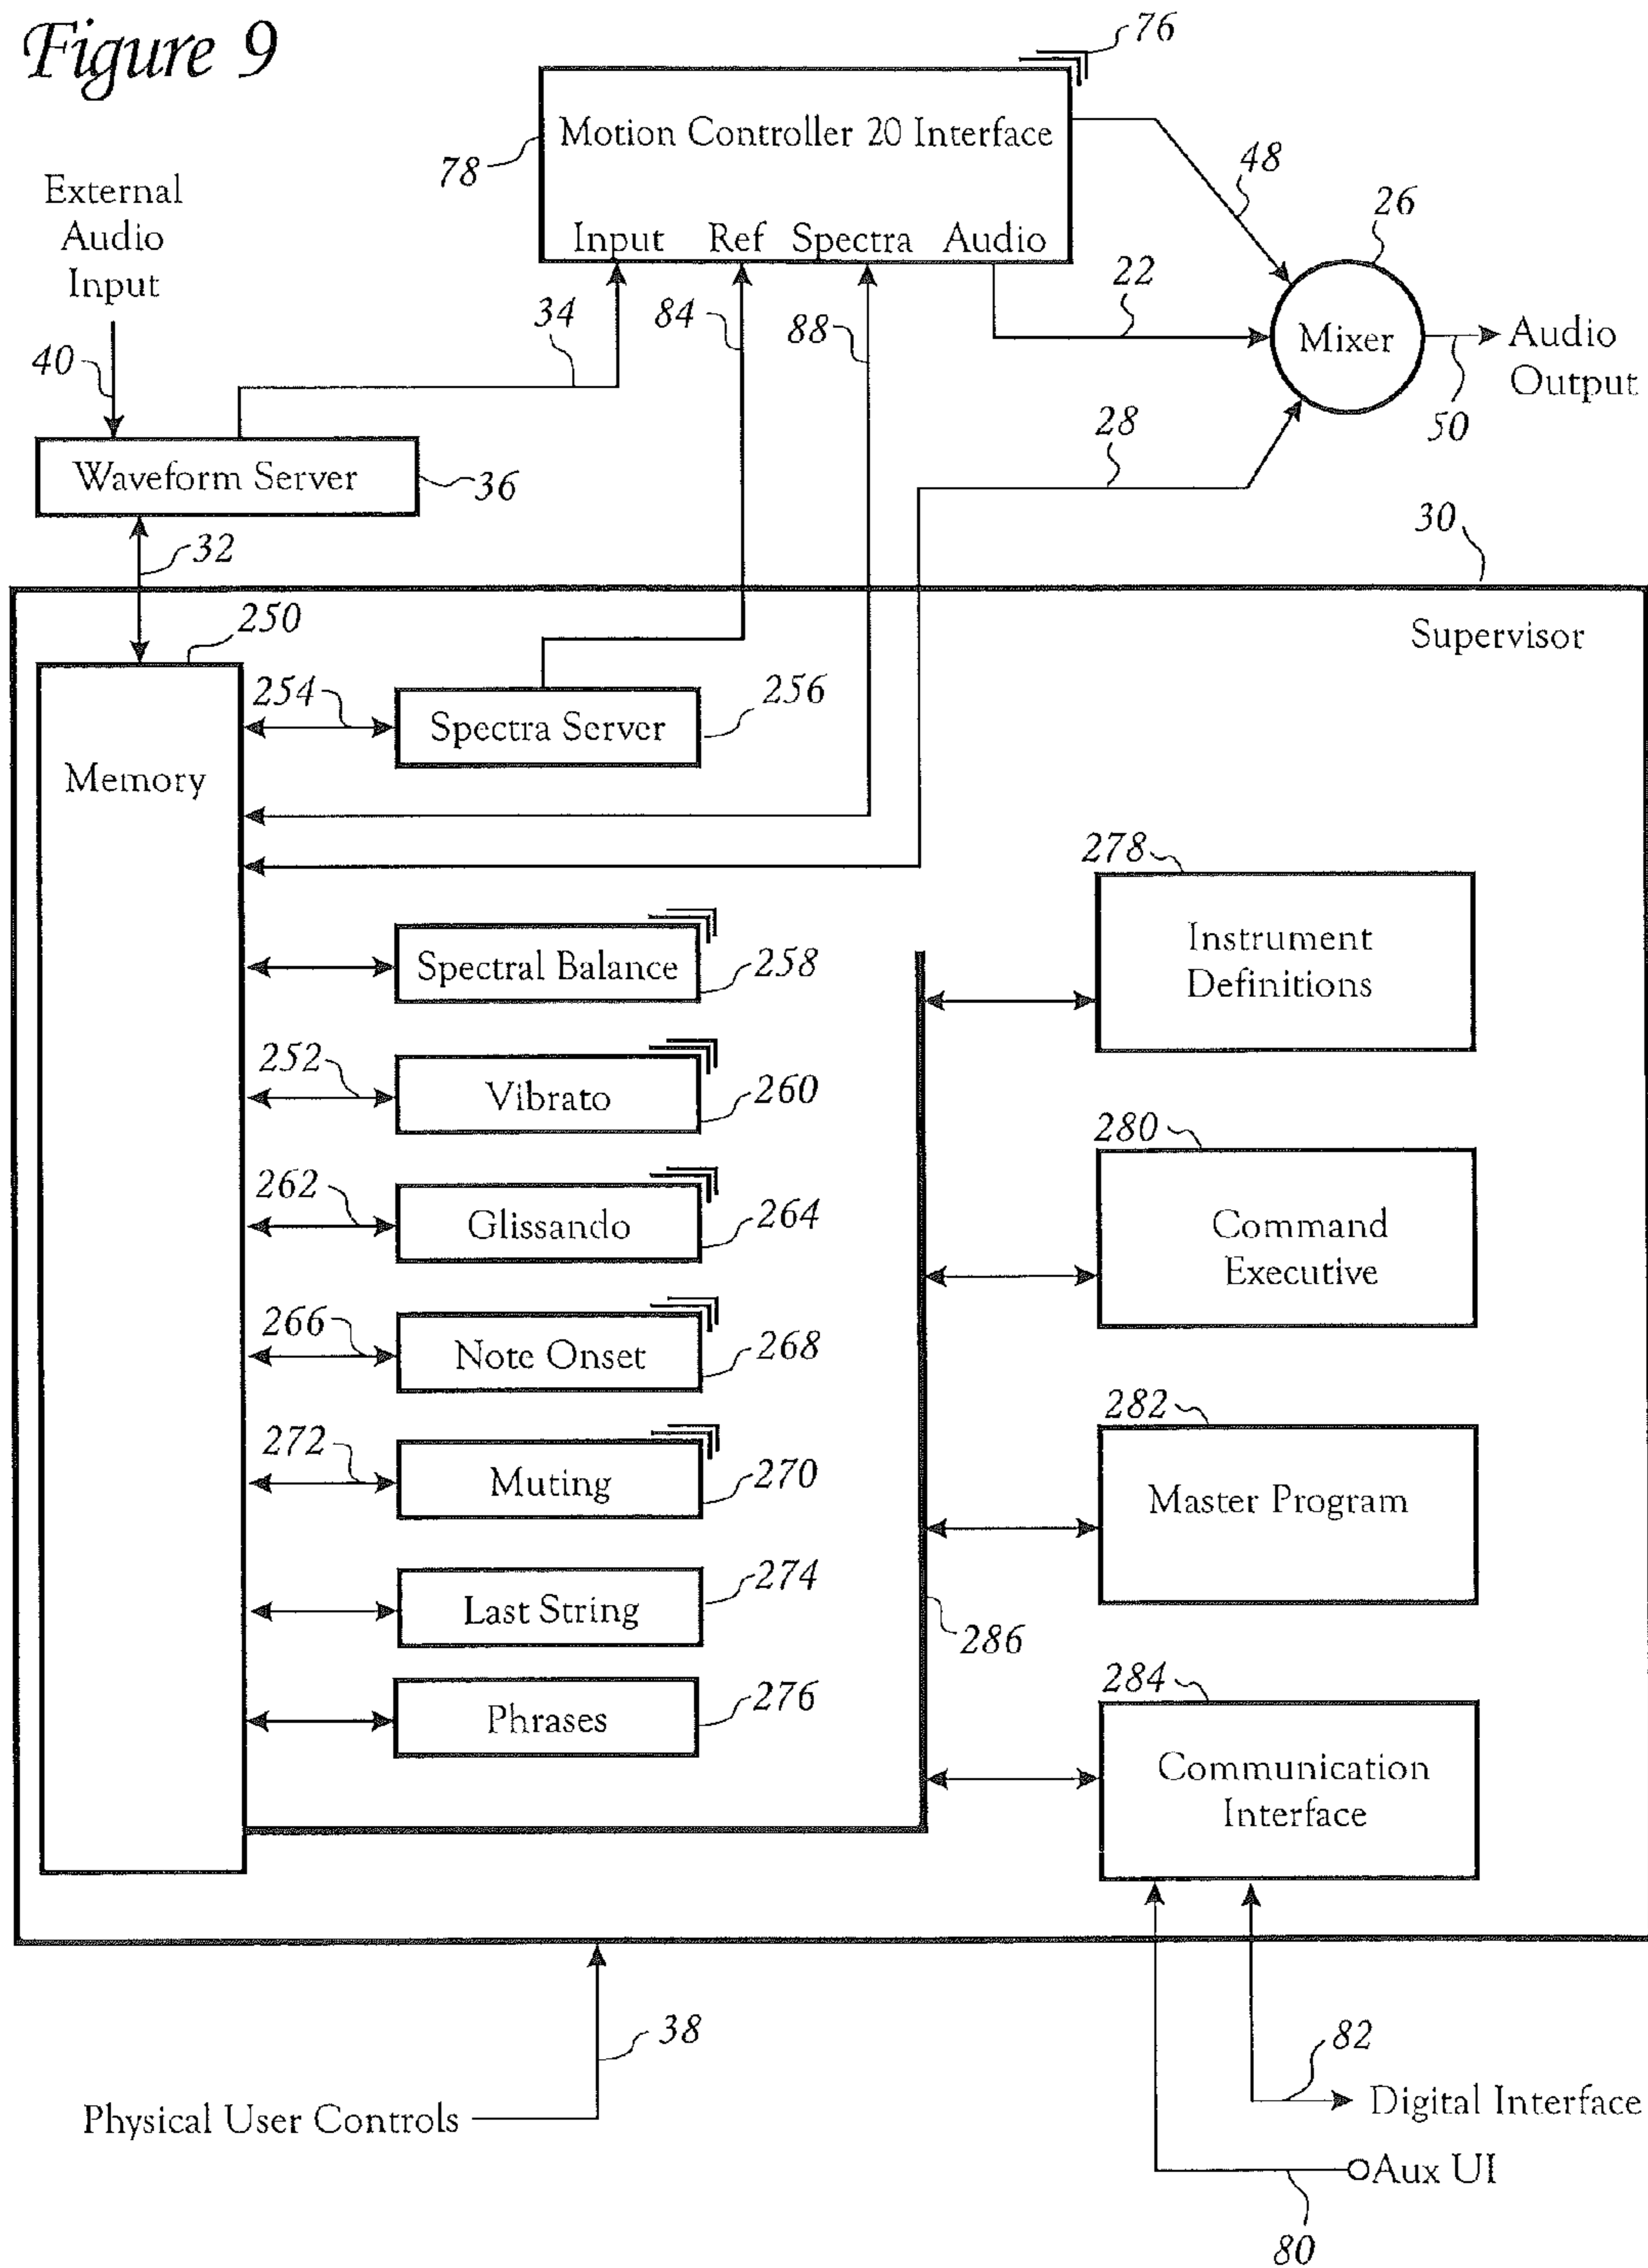 Figure 9
76
Motion Controller 20 Interface
78
Input Ref Spectra Audio
48
26
External
Audio
Input
40
34
84
88
22
Mixer
Audio
Output
50
28
Waveform Server
36
32
30
Supervisor
250
254
Spectra Server
256
Memory
278
Instrument
Definitions
Spectral Balance
258
252
Vibrato
260
280
Command
Executive
262
Glissando
264
266
Note Onset
268
282
Master Program
272
Muting
270
Last String
274
286
284
Phrases
276
Communication
Interface
38
Physical User Controls
82
Digital Interface
Aux UI
80